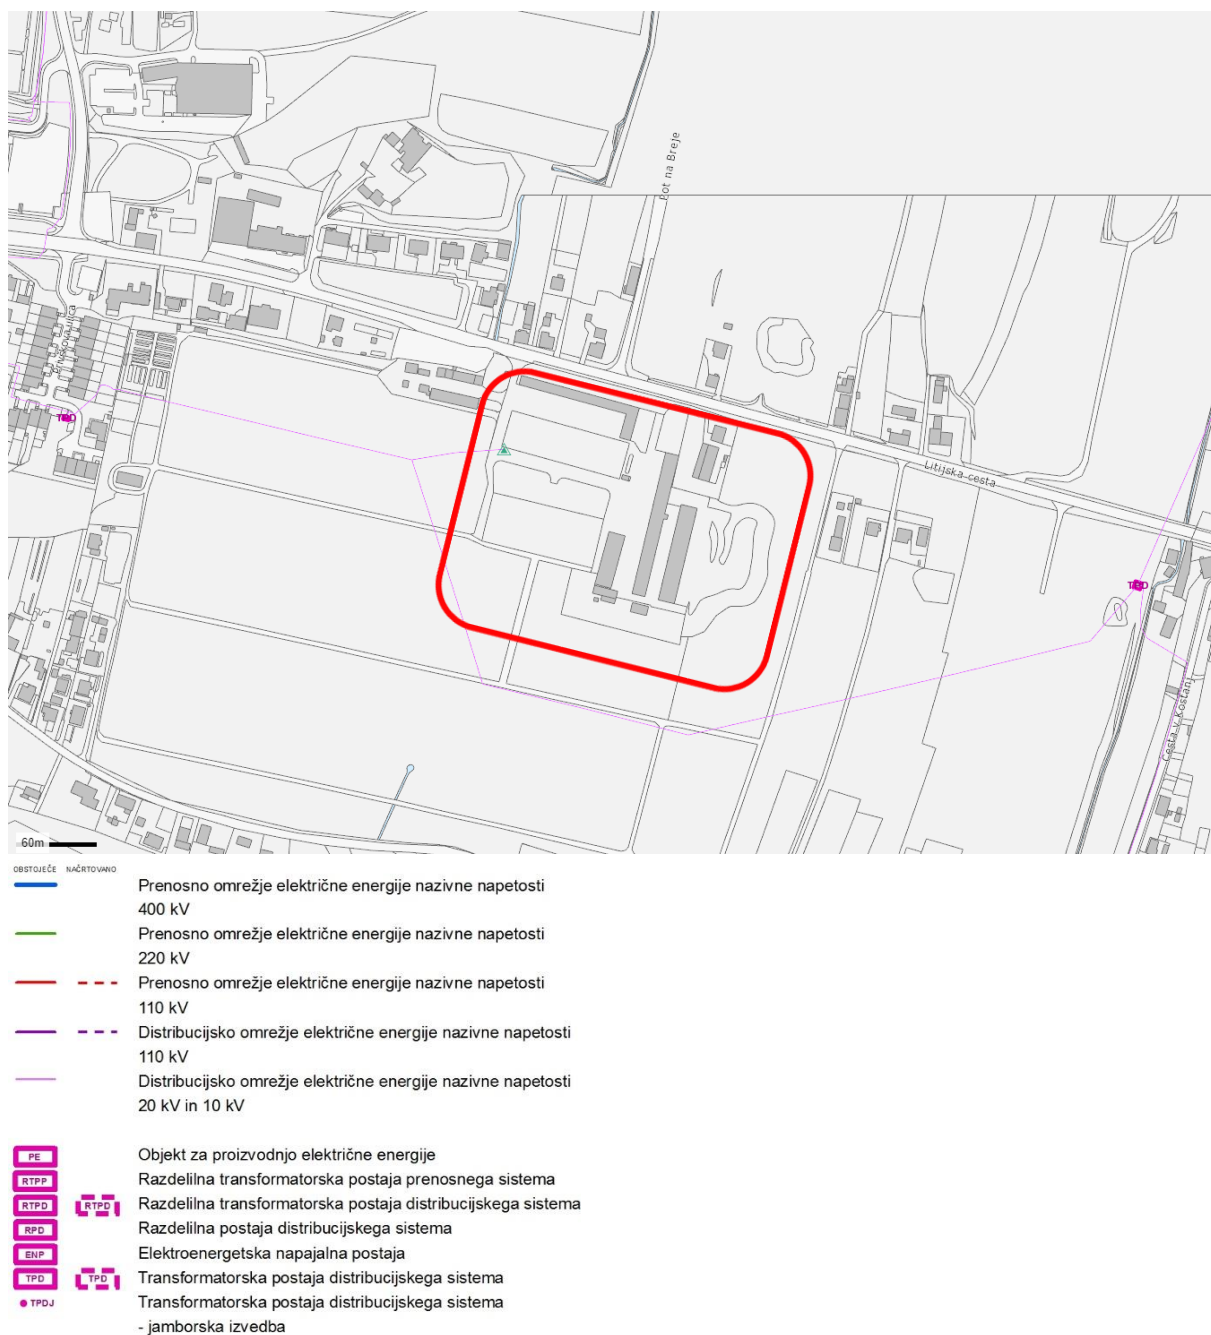 Pot na Breje
Litijska cesta
TPD
TPD
Cesta v Kostanj
60m
OBSTOJEČE NAČRTOVANO
Prenosno omrežje električne energije nazivne napetosti
400 kV
Prenosno omrežje električne energije nazivne napetosti
220 kV
Prenosno omrežje električne energije nazivne napetosti
110 kV
Distribucijsko omrežje električne energije nazivne napetosti
110 kV
Distribucijsko omrežje električne energije nazivne napetosti
20 kV in 10 kV
PE Objekt za proizvodnjo električne energije
RTPP Razdelilna transformatorska postaja prenosnega sistema
RTPD RTPD Razdelilna transformatorska postaja distribucijskega sistema
RPD Razdelilna postaja distribucijskega sistema
ENP Elektroenergetska napajalna postaja
TPD TPD Transformatorska postaja distribucijskega sistema
TPDJ Transformatorska postaja distribucijskega sistema
- jamborska izvedba